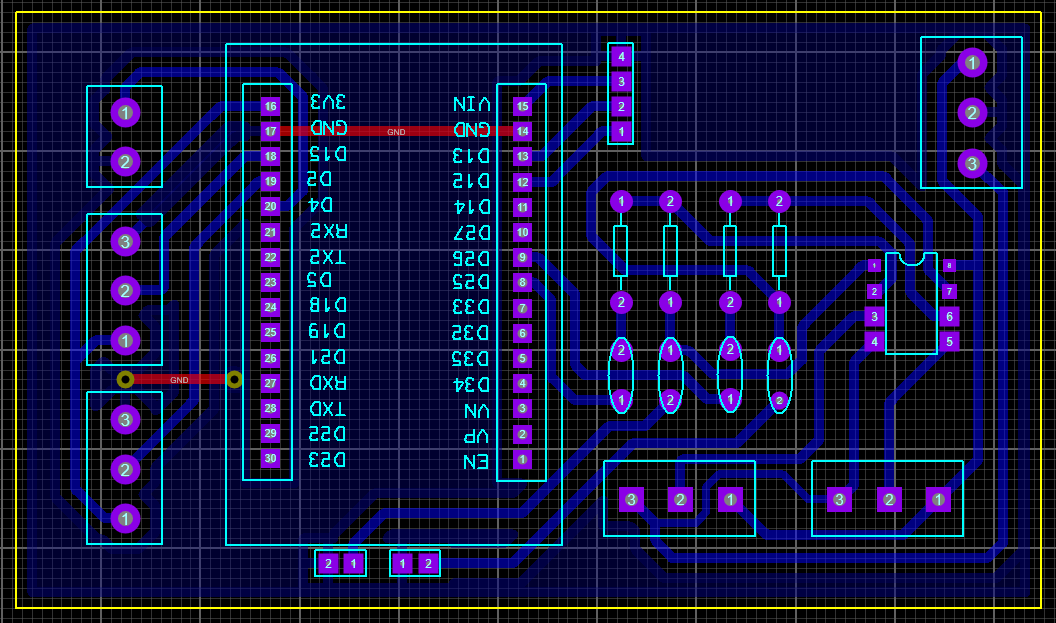 1
2
3
2
1
GND
3
2
1
16
17
18
19
20
21
22
23
24
25
26
27
28
29
30
3V3
GND
D15
D2
D4
RX2
TX2
D5
D18
D19
D21
RXD
TXD
D22
D23
GND
VIN
GND
D13
D12
D14
D27
D26
D25
D33
D32
D35
D34
VN
VP
EN
15
14
13
12
11
10
9
8
7
6
5
4
3
2
1
2 1
1 2
4
3
2
1
1 2 1 2
2 1 2 1
2 1 2 1
1 2 1 2
1
2
3
1 8
2 7
3 6
4 5
3 2 1
3 2 1